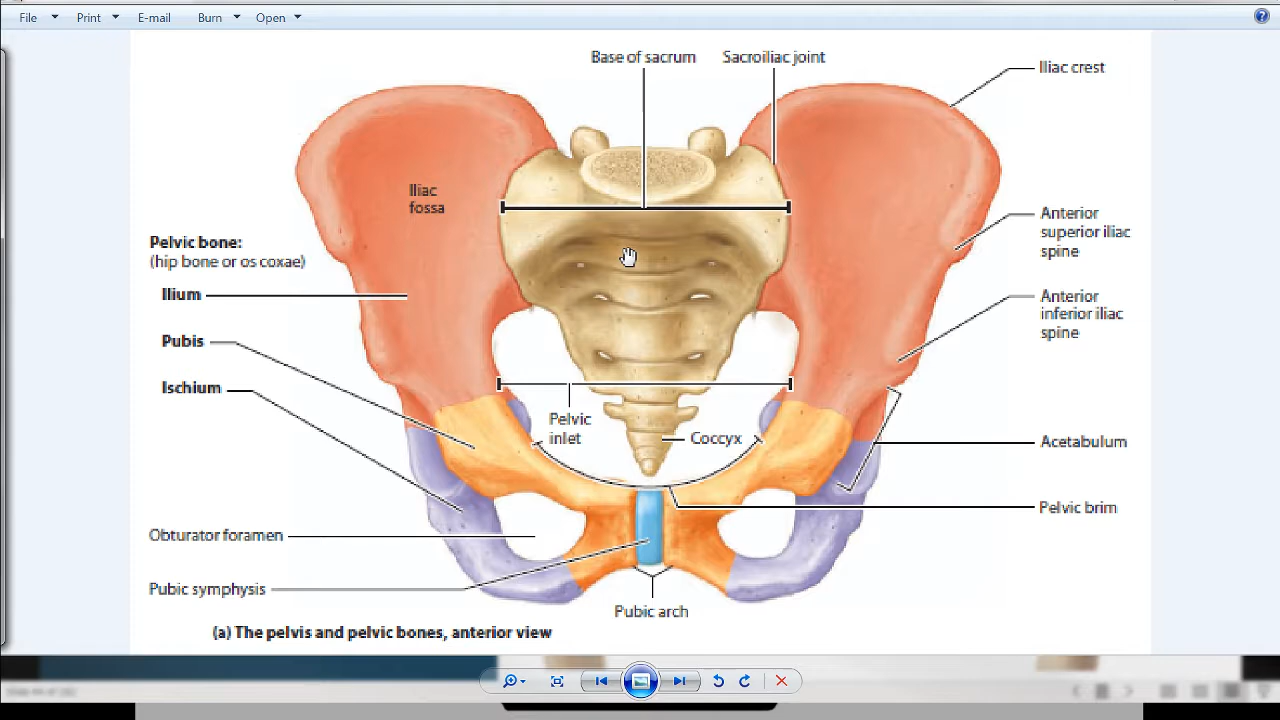 File Print E-mail Burn Open
Base of sacrum
Sacroiliac joint
Iliac crest
Iliac
fossa
Anterior
superior iliac
spine
Pelvic bone:
(hip bone or os coxae)
Ilium
Anterior
inferior iliac
spine
Pubis
Ischium
Pelvic
inlet
Coccyx
Acetabulum
Pelvic brim
Obturator foramen
Pubic symphysis
Pubic arch
(a) The pelvis and pelvic bones, anterior view